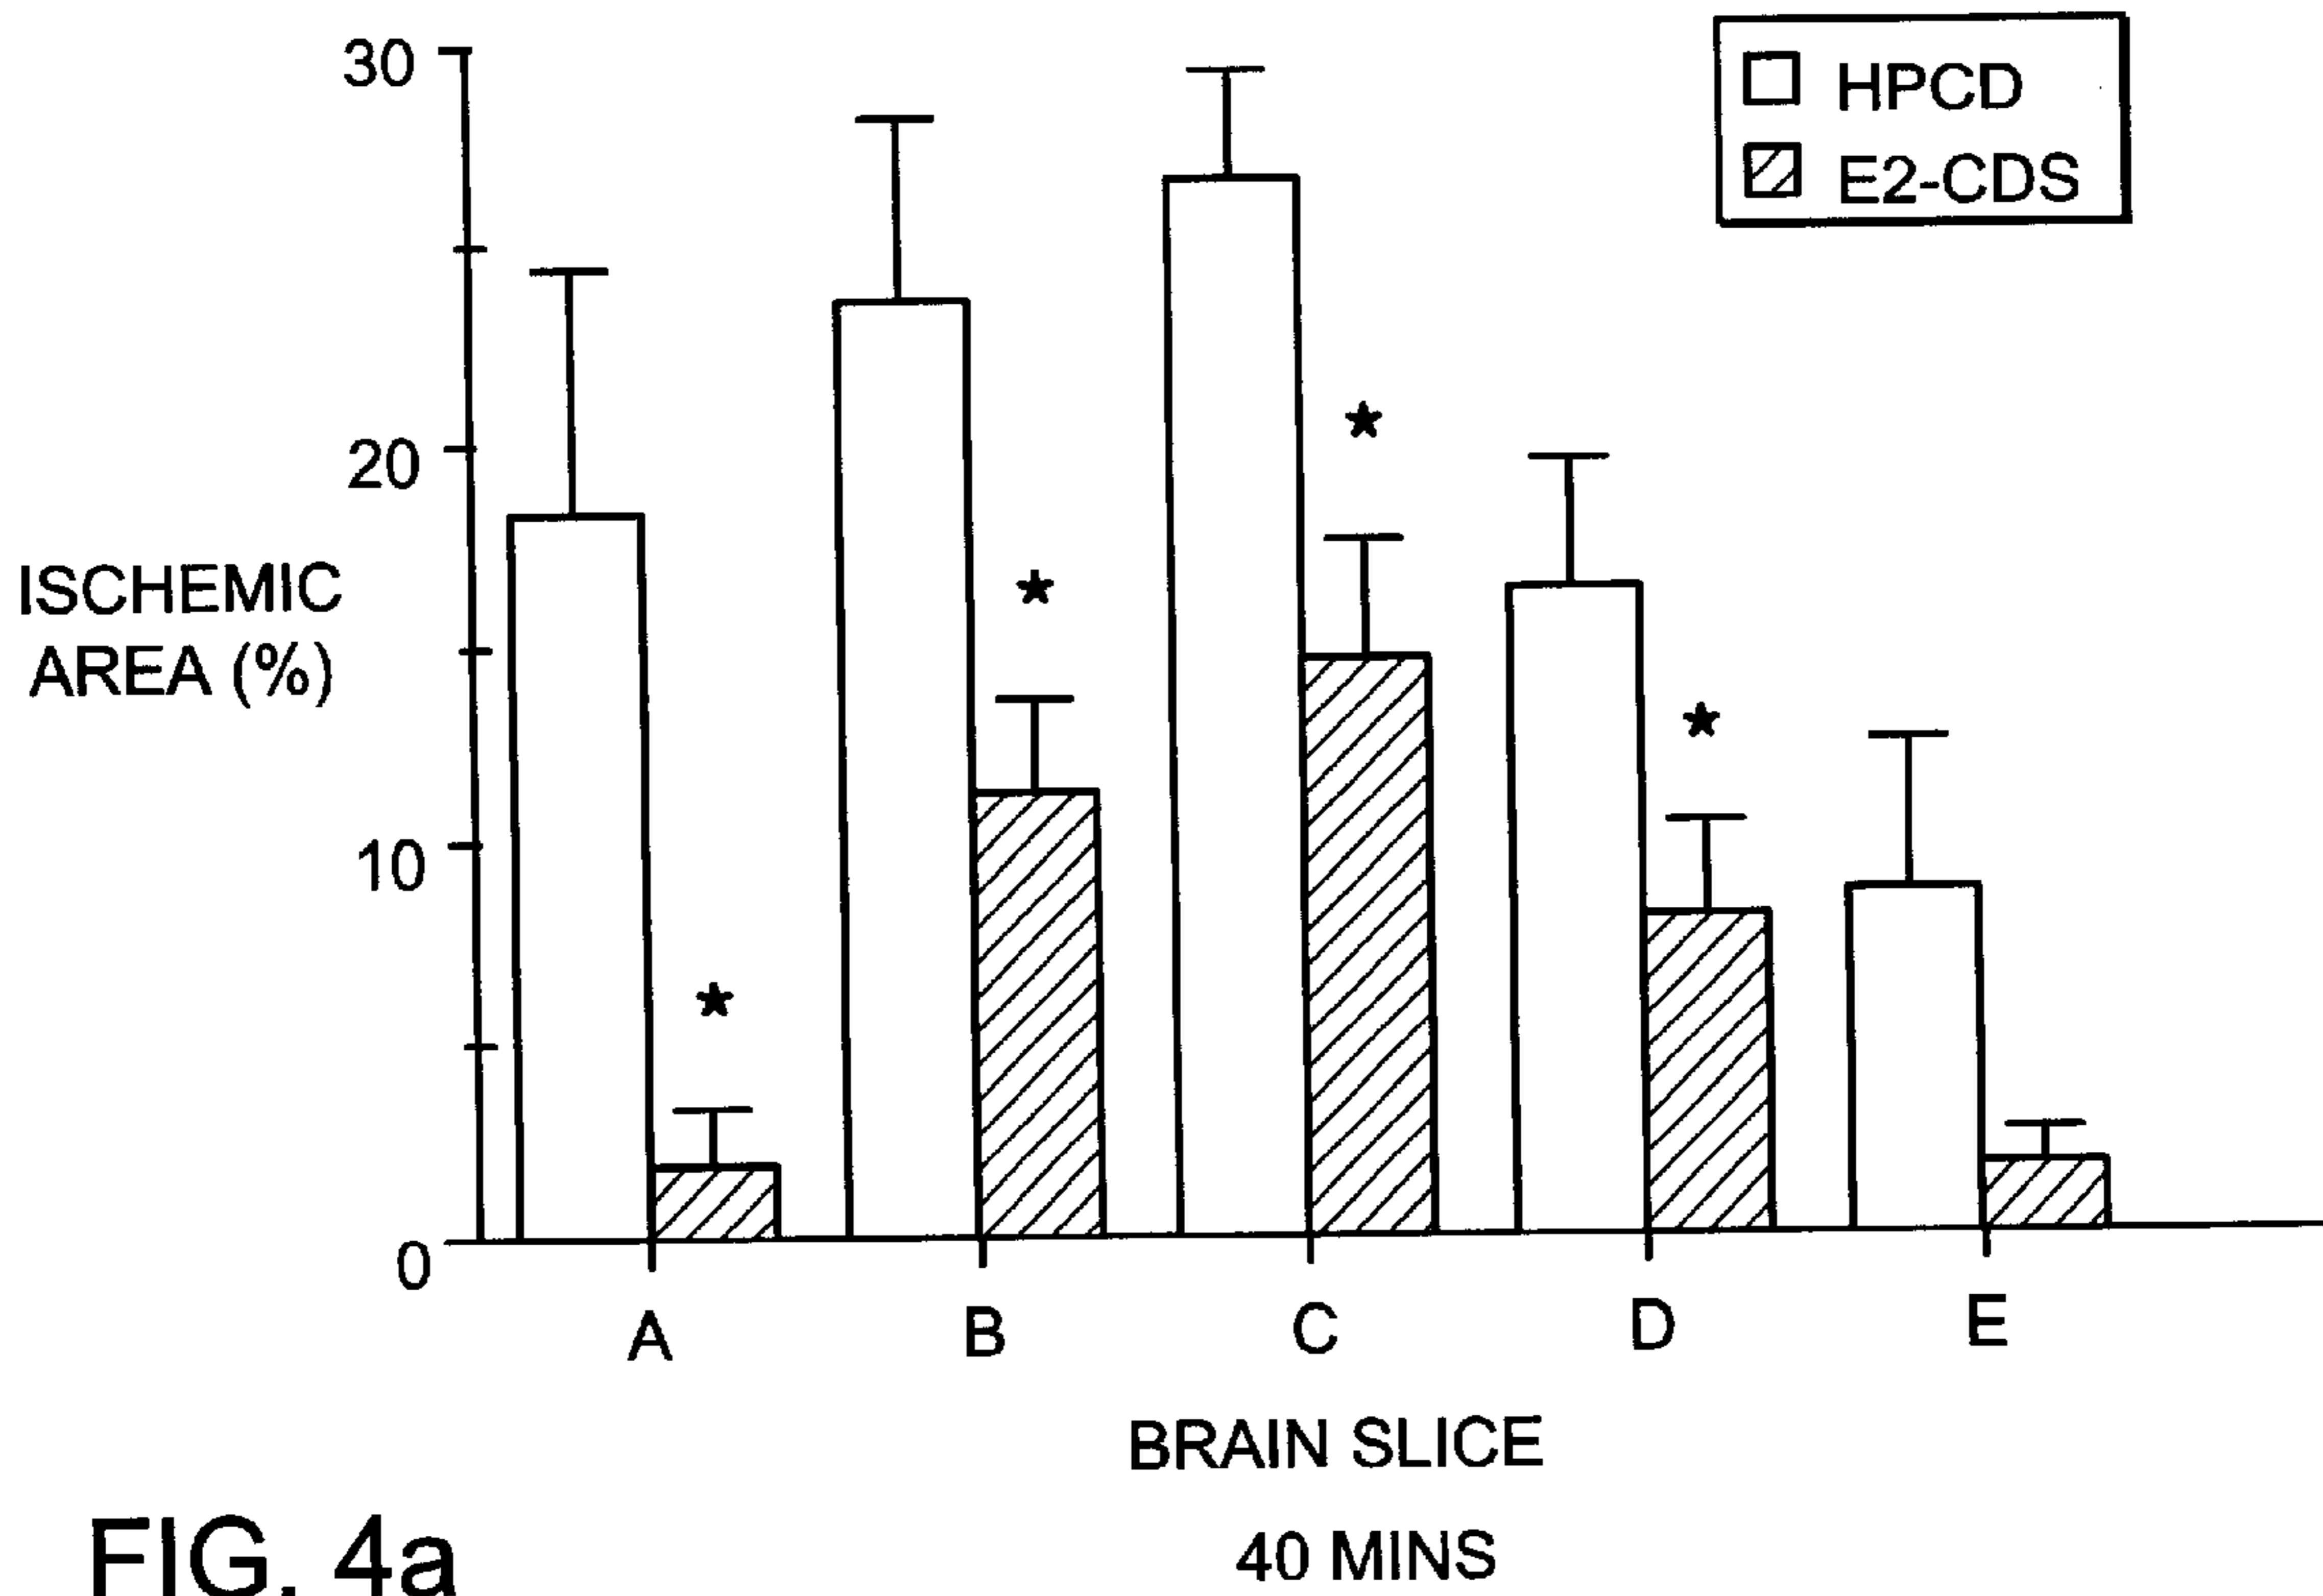 30
20
10
0
ISCHEMIC
AREA (%)
HPCD
E2-CDS
★
★
★
★
A B C D E
BRAIN SLICE
40 MINS
FIG. 4a